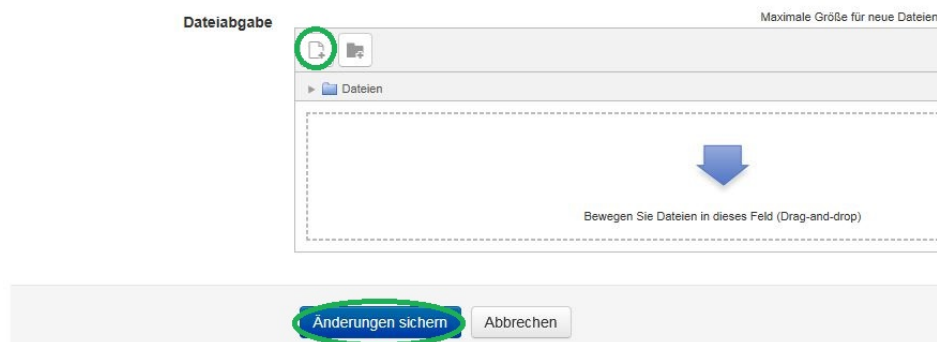 Maximale Größe für neue Dateien
Dateiabgabe
Dateien
Bewegen Sie Dateien in dieses Feld (Drag-and-drop)
Änderungen sichern
Abbrechen